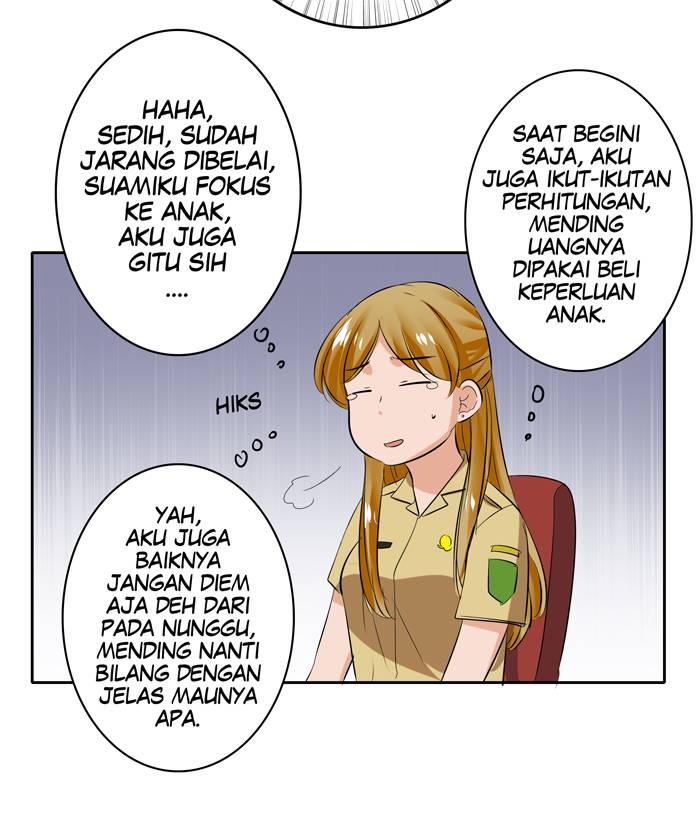 HAHA,
SEDIH, SUDAH
JARANG DIBELAI,
SUAMIKU FOKUS
KE ANAK,
AKU JUGA
GITU SIH
....
SAAT BEGINI
SAJA, AKU
JUGA IKUT-IKUTAN
PERHITUNGAN,
MENDING
UANGNYA
DIPAKAI BELI
KEPERLUAN
ANAK.
HIKS
YAH,
AKU JUGA
BAIKNYA
JANGAN DIEM
AJA DEH DARI
PADA NUNGGU,
MENDING NANTI
BILANG DENGAN
JELAS MAUNYA
APA.